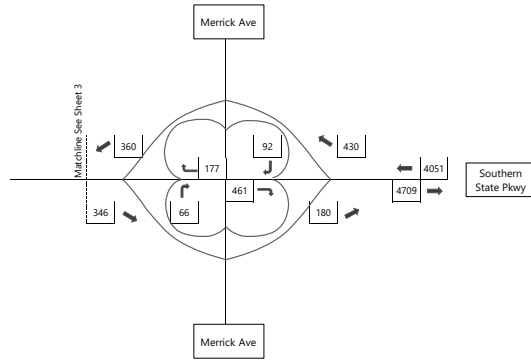 Merrick Ave
Matchline See Sheet 3
360
92
430
177
4051
Southern
State Pkwy
461
4709
346
66
180
Merrick Ave